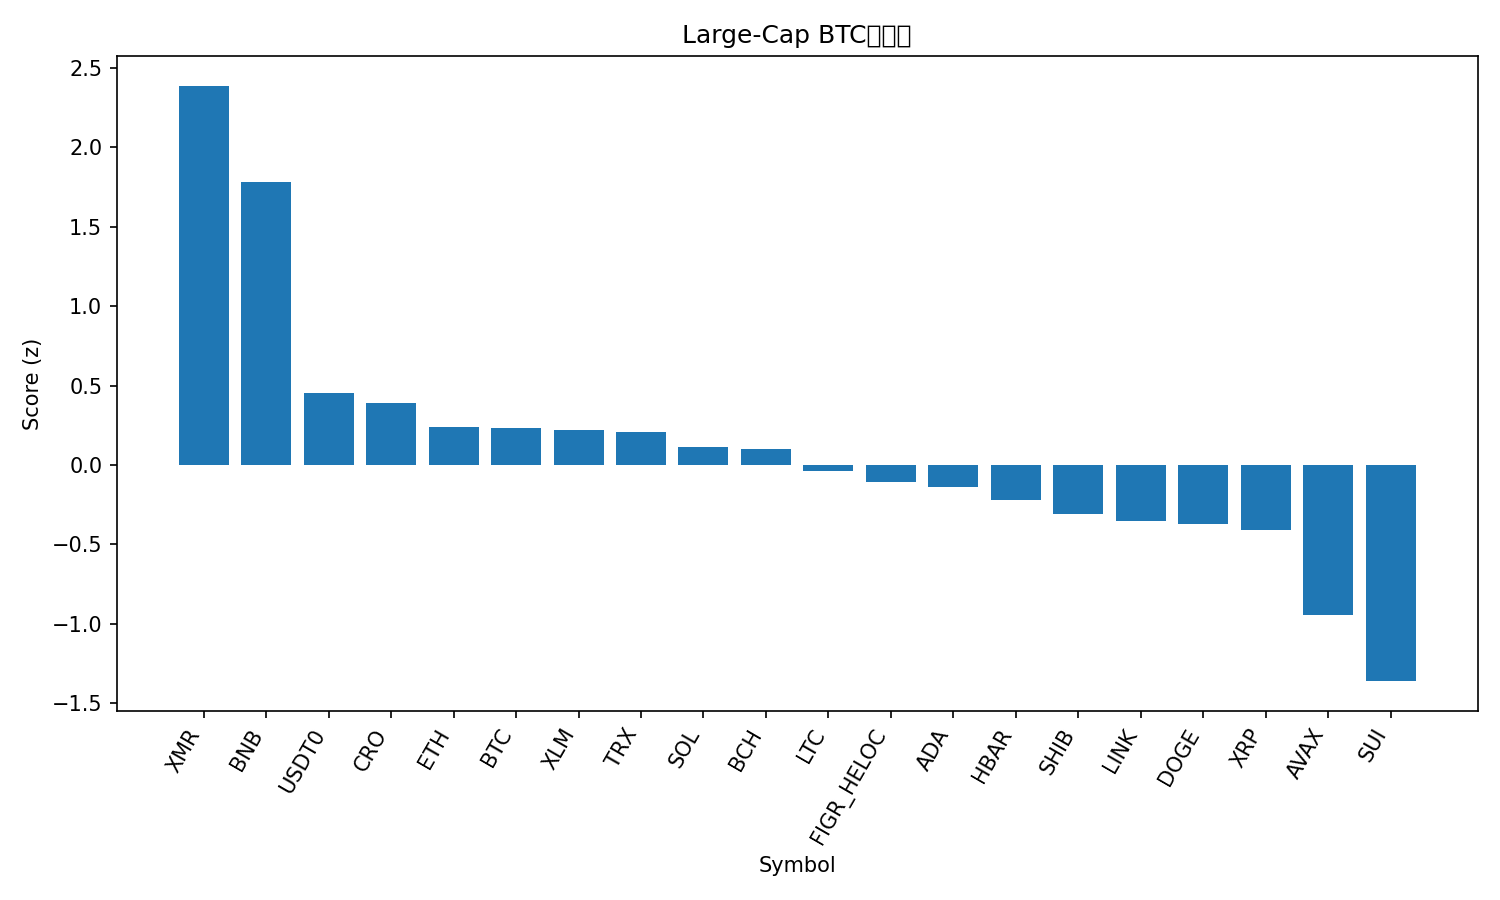 Large-Cap BTC
Score (z)
2.5
2.0
1.5
1.0
0.5
0.0
−0.5
−1.0
−1.5
XMR
BNB
USDT0
CRO
ETH
BTC
XLM
TRX
SOL
BCH
LTC
FIGR_HELOC
ADA
HBAR
SHIB
LINK
DOGE
XRP
AVAX
SUI
Symbol